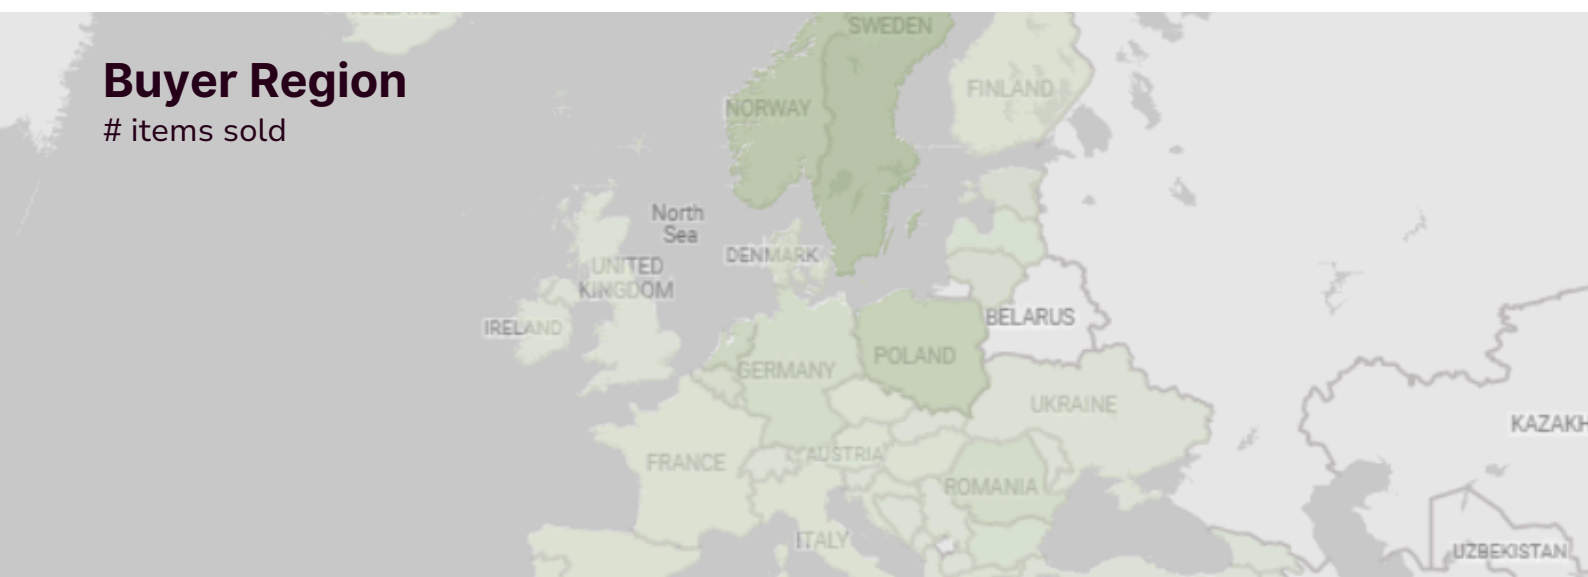 SWEDEN
Buyer Region
# items sold
FINLAND
NORWAY
North
Sea
DENMARK
UNITED
KINGDOM
IRELAND
BELARUS
POLAND
GERMANY
UKRAINE
KAZAKH
FRANCE
AUSTRIA
ROMANIA
ITALY
UZBEKISTAN